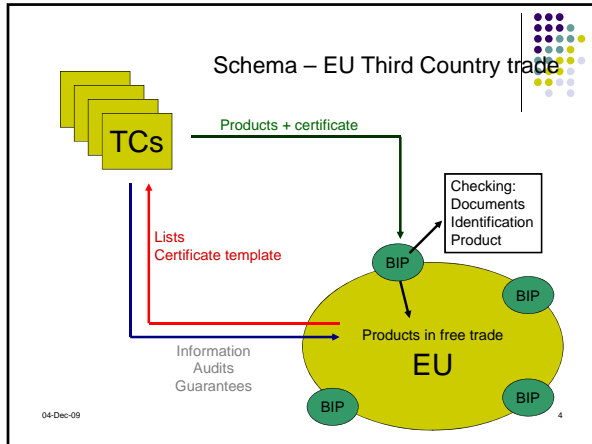 Schema – EU Third Country trade
TCs
Products + certificate
Checking:
Documents
Identification
Product
Lists
Certificate template
BIP
BIP
Products in free trade
EU
Information
Audits
Guarantees
BIP
BIP
04-Dec-09
4